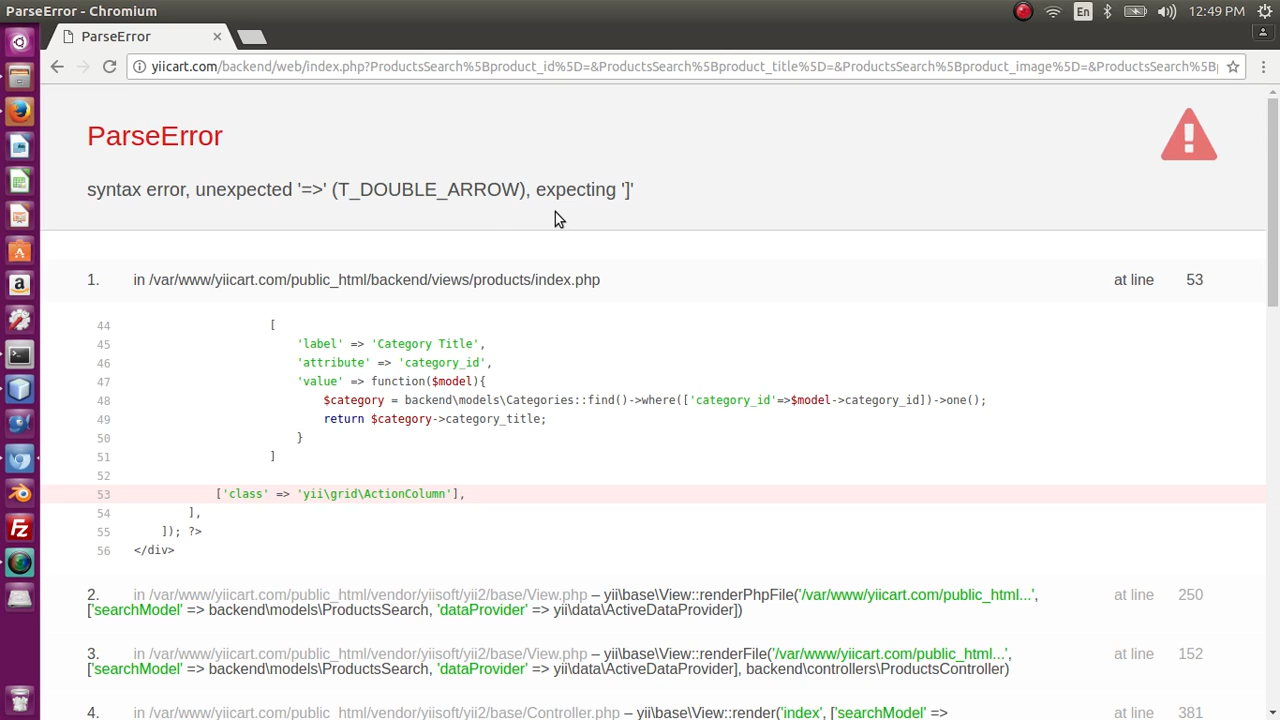 ParseError - Chromium
En
12:49 PM
ParseError
yiicart.com/backend/web/index.php?ProductsSearch%5Bproduct_id%5D=&ProductsSearch%5Bproduct_title%5D=&ProductsSearch%5Bproduct_image%5D=&ProductsSearch%5B
ParseError
syntax error, unexpected '=>' (T_DOUBLE_ARROW), expecting ']'
1. in /var/www/yiicart.com/public_html/backend/views/products/index.php at line 53
44 [
45 'label' => 'Category Title',
46 'attribute' => 'category_id',
47 'value' => function($model){
48 $category = backend\models\Categories::find()->where(['category_id'=>$model->category_id])->one();
49 return $category->category_title;
50 }
51 ]
52
53 ['class' => 'yii\grid\ActionColumn'],
54 ],
55 ]); ?>
56 </div>
2. in /var/www/yiicart.com/public_html/vendor/yiisoft/yii2/base/View.php – yii\base\View::renderPhpFile('/var/www/yiicart.com/public_html...', at line 250
['searchModel' => backend\models\ProductsSearch, 'dataProvider' => yii\data\ActiveDataProvider])
3. in /var/www/yiicart.com/public_html/vendor/yiisoft/yii2/base/View.php – yii\base\View::renderFile('/var/www/yiicart.com/public_html...', at line 152
['searchModel' => backend\models\ProductsSearch, 'dataProvider' => yii\data\ActiveDataProvider], backend\controllers\ProductsController)
4. in /var/www/yiicart.com/public_html/vendor/yiisoft/yii2/base/Controller.php – yii\base\View::render('index', ['searchModel' => at line 381